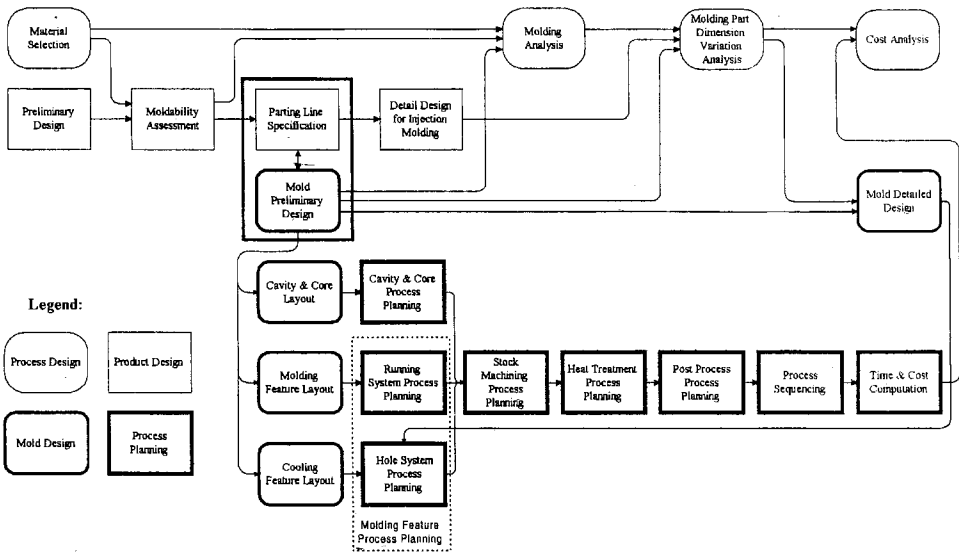 Material
Selection
Molding
Analysis
Molding Part
Dimension
Variation
Analysis
Cost Analysis
Preliminary
Design
Moldability
Assessment
Parting Line
Specification
Detail Design
for Injection
Molding
Mold
Preliminary
Design
Mold Detailed
Design
Cavity & Core
Layout
Cavity & Core
Process
Planning
Legend:
Process Design
Product Design
Molding
Feature Layout
Running
System Process
Planning
Stock
Machining
Process
Planning
Heat Treatment
Process
Planning
Post Process
Planning
Process
Sequencing
Time & Cost
Computation
Mold Design
Process
Planning
Cooling
Feature Layout
Hole System
Process
Planning
Molding Feature
Process Planning